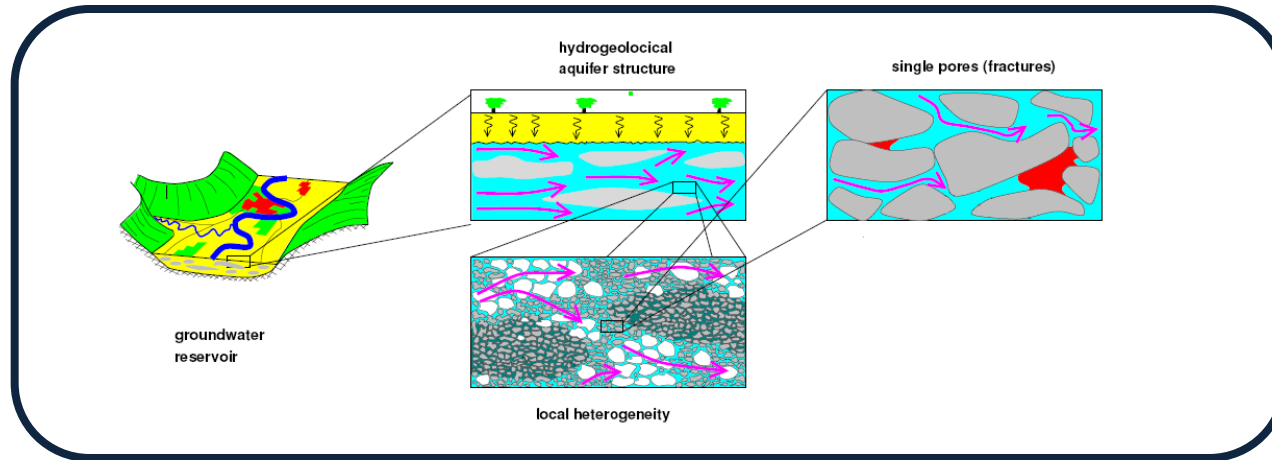 hydrogeolocical
aquifer structure
single pores (fractures)
groundwater
reservoir
local heterogeneity